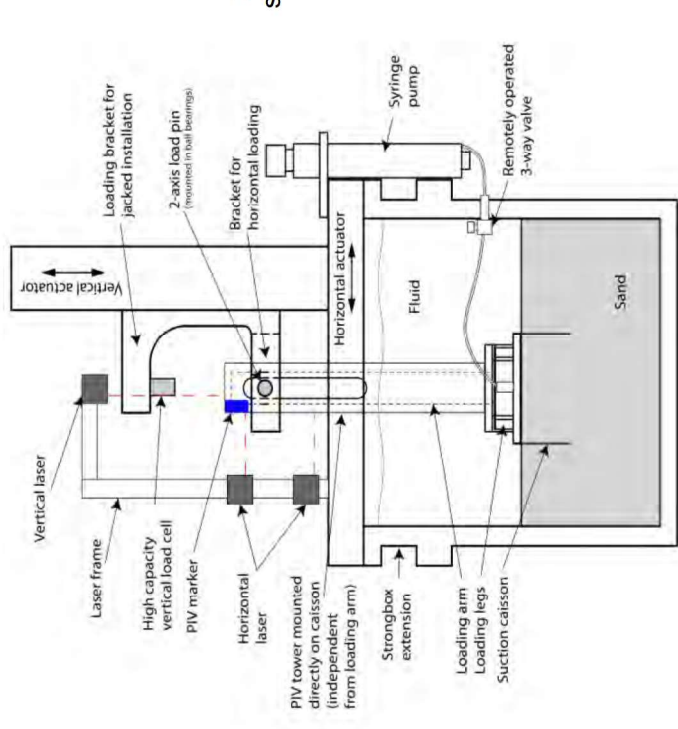 S
Vertical laser
Laser frame
High capacity
vertical load cell
PIV marker
Horizontal
laser
PIV tower mounted
directly on caisson
(independent
from loading arm)
Strongbox
extension
Loading arm
Loading legs
Suction caisson
Vertical actuator
Loading bracket for
jacked installation
2-axis load pin
(mounted in ball bearings)
Bracket for
horizontal loading
Horizontal actuator
Fluid
Sand
Syringe
pump
Remotely operated
3-way valve